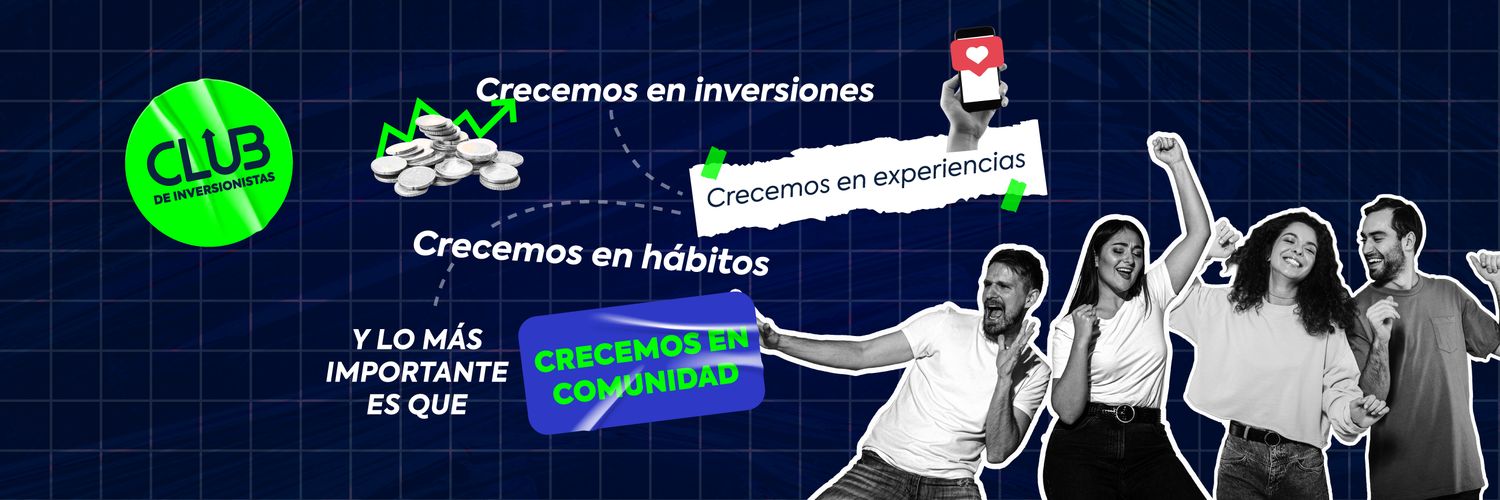 CLUB
DE INVERSIONISTAS
Crecemos en inversiones
Crecemos en experiencias
Crecemos en hábitos
Y LO MÁS
IMPORTANTE
ES QUE
CRECEMOS EN
COMUNIDAD